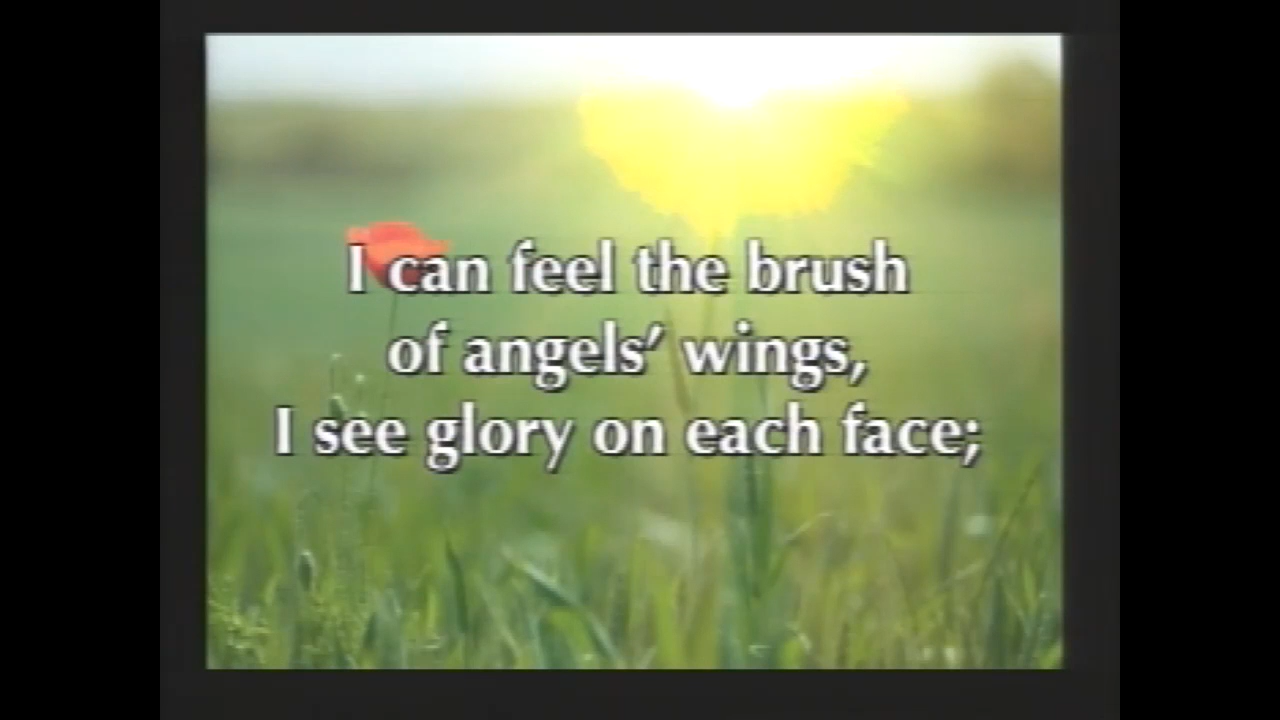 I can feel the brush
of angels’ wings,
I see glory on each face;